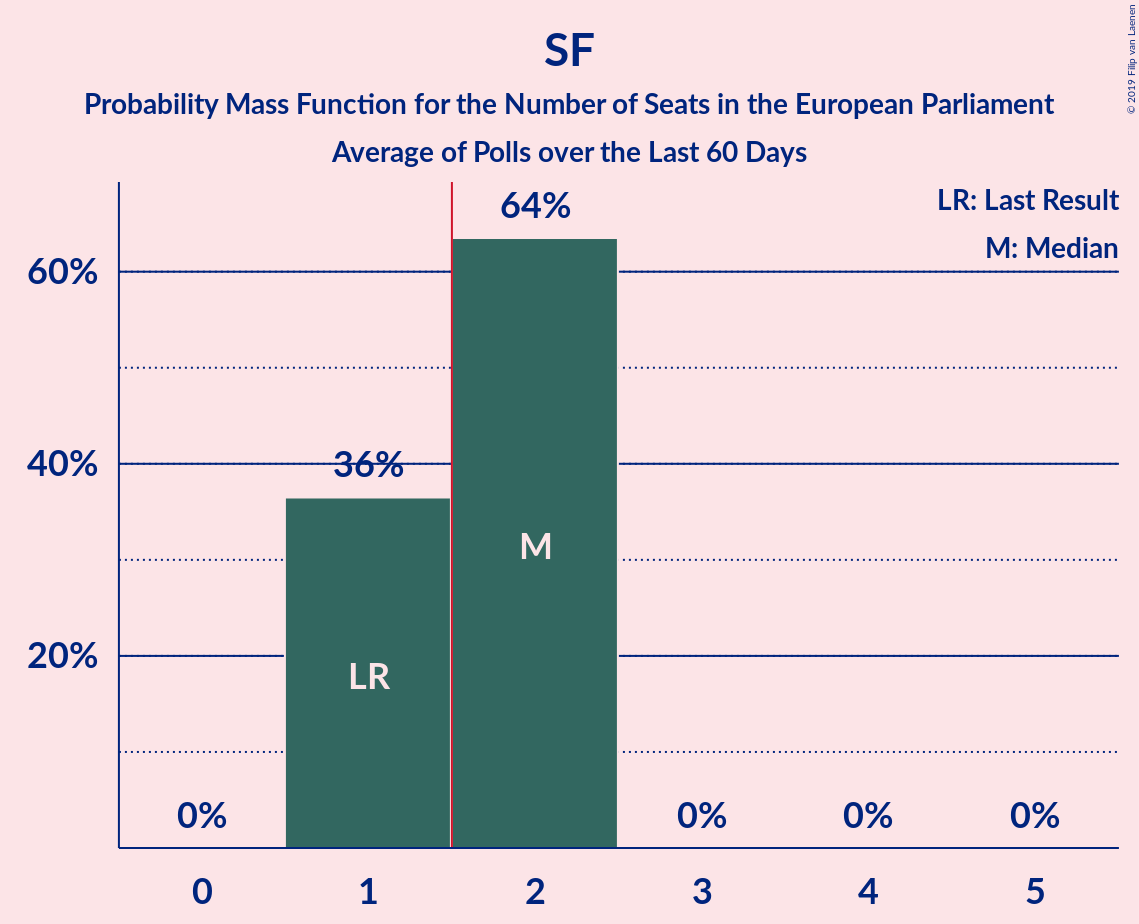 SF
Probability Mass Function for the Number of Seats in the European Parliament
Average of Polls over the Last 60 Days
© 2019 Filip van Laenen
LR: Last Result
M: Median
64%
60%
40%
36%
20%
M
LR
0%
0%
0%
0%
0
1
2
3
4
5